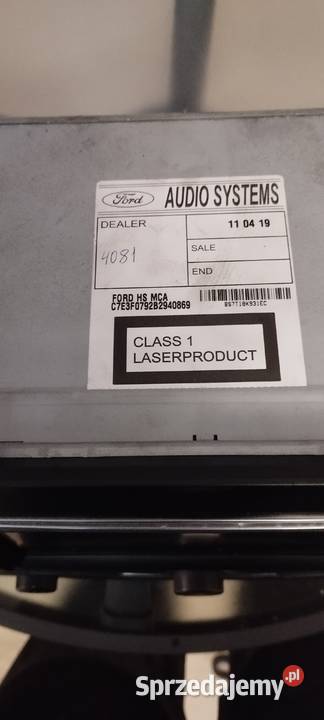 Ford
AUDIO SYSTEMS
DEALER
11 04 19
4081
SALE
END
FORD HS MCA
C7E3F0792B2940869
CLASS 1
LASERPRODUCT
Sprzedajemy.pl